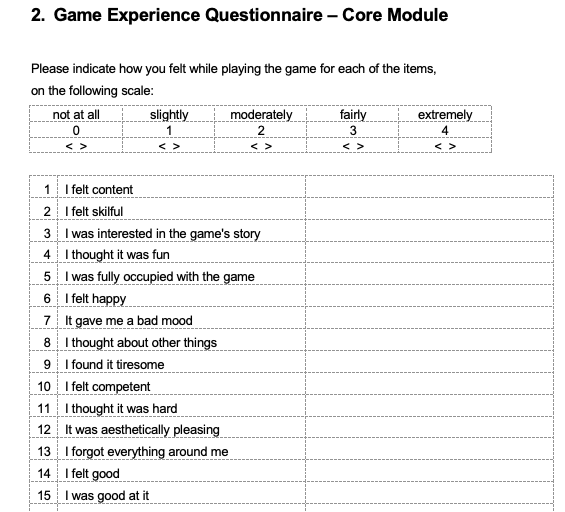 2. Game Experience Questionnaire – Core Module
Please indicate how you felt while playing the game for each of the items,
on the following scale:
not at all slightly moderately fairly extremely
0 1 2 3 4
< > < > < > < > < >
1 I felt content
2 I felt skilful
3 I was interested in the game's story
4 I thought it was fun
5 I was fully occupied with the game
6 I felt happy
7 It gave me a bad mood
8 I thought about other things
9 I found it tiresome
10 I felt competent
11 I thought it was hard
12 It was aesthetically pleasing
13 I forgot everything around me
14 I felt good
15 I was good at it